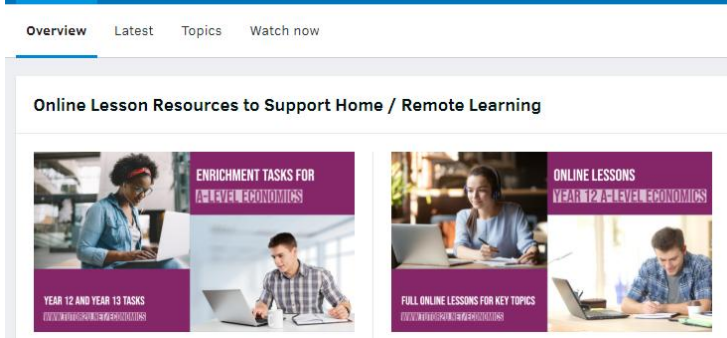 Overview Latest Topics Watch now
Online Lesson Resources to Support Home / Remote Learning
ENRICHMENT TASKS FOR
A-LEVEL ECONOMICS
YEAR 12 AND YEAR 13 TASKS
WWW.TUTOR2U.NET/ECONOMICS
ONLINE LESSONS
YEAR 12 A-LEVEL ECONOMICS
FULL ONLINE LESSONS FOR KEY TOPICS
WWW.TUTOR2U.NET/ECONOMICS